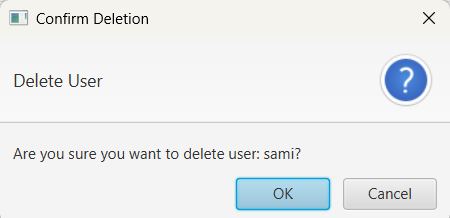 Confirm Deletion
Delete User
?
Are you sure you want to delete user: sami?
OK Cancel